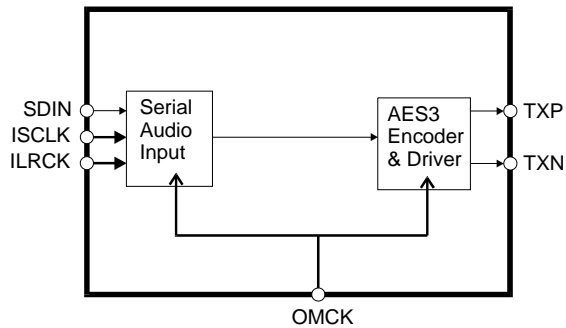 SDIN
ISCLK
ILRCK
Serial
Audio
Input
AES3
Encoder
& Driver
TXP
TXN
OMCK